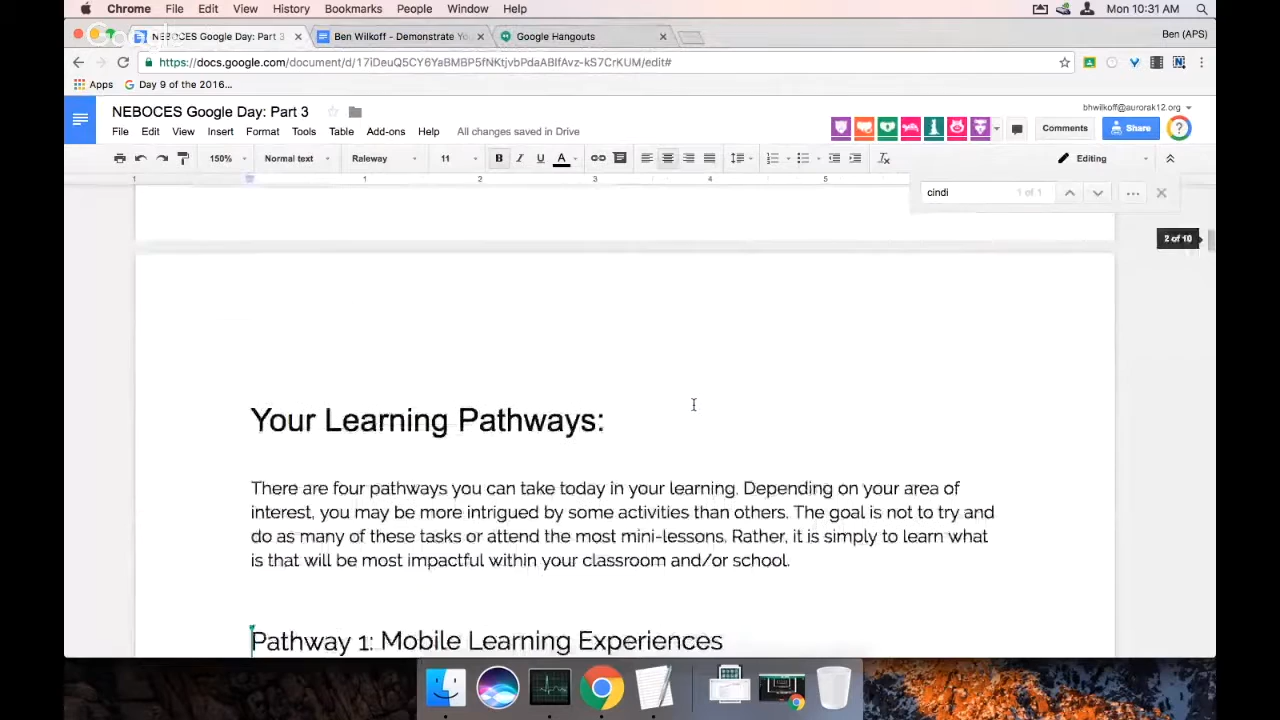 Chrome File Edit View History Bookmarks People Window Help Mon 10:31 AM
NEBOCES Google Day: Part 3 Ben Wilkoff - Demonstrate Yo Google Hangouts Ben (APS)
https://docs.google.com/document/d/17iDeuQ5CY6YaBMBP5fNKtjvbPdaABIfAvz-kS7CrKUM/edit#
Apps Day 9 of the 2016...
NEBOCES Google Day: Part 3 bhwilkoff@aurorak12.org
File Edit View Insert Format Tools Table Add-ons Help All changes saved in Drive Comments Share
150% Normal text Raleway 11 B I U A Editing
1 1 2 3 4 5
cindi 1 of 1
2 of 10
Your Learning Pathways:
There are four pathways you can take today in your learning. Depending on your area of
interest, you may be more intrigued by some activities than others. The goal is not to try and
do as many of these tasks or attend the most mini-lessons. Rather, it is simply to learn what
is that will be most impactful within your classroom and/or school.
Pathway 1: Mobile Learning Experiences